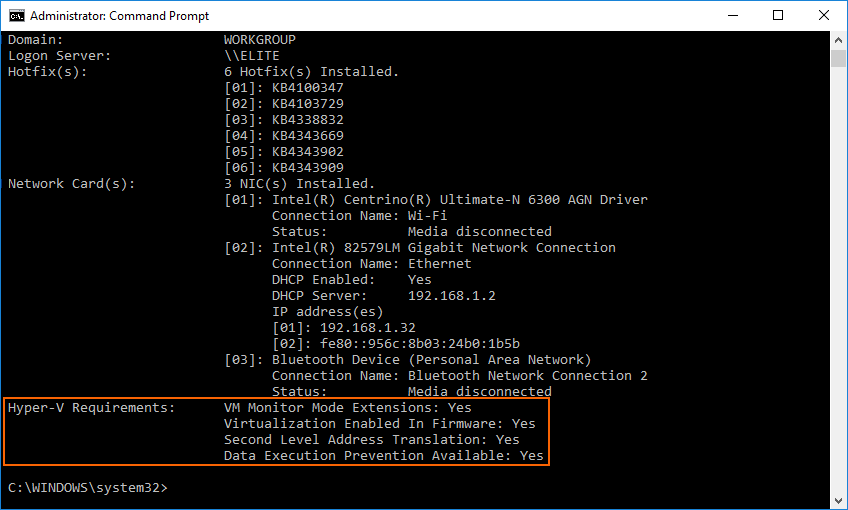 Administrator: Command Prompt
Domain: WORKGROUP
Logon Server: \\ELITE
Hotfix(s): 6 Hotfix(s) Installed.
[01]: KB4100347
[02]: KB4103729
[03]: KB4338832
[04]: KB4343669
[05]: KB4343902
[06]: KB4343909
Network Card(s): 3 NIC(s) Installed.
[01]: Intel(R) Centrino(R) Ultimate-N 6300 AGN Driver
Connection Name: Wi-Fi
Status: Media disconnected
[02]: Intel(R) 82579LM Gigabit Network Connection
Connection Name: Ethernet
DHCP Enabled: Yes
DHCP Server: 192.168.1.2
IP address(es)
[01]: 192.168.1.32
[02]: fe80::956c:8b03:24b0:1b5b
[03]: Bluetooth Device (Personal Area Network)
Connection Name: Bluetooth Network Connection 2
Status: Media disconnected
Hyper-V Requirements: VM Monitor Mode Extensions: Yes
Virtualization Enabled In Firmware: Yes
Second Level Address Translation: Yes
Data Execution Prevention Available: Yes
C:\WINDOWS\system32>